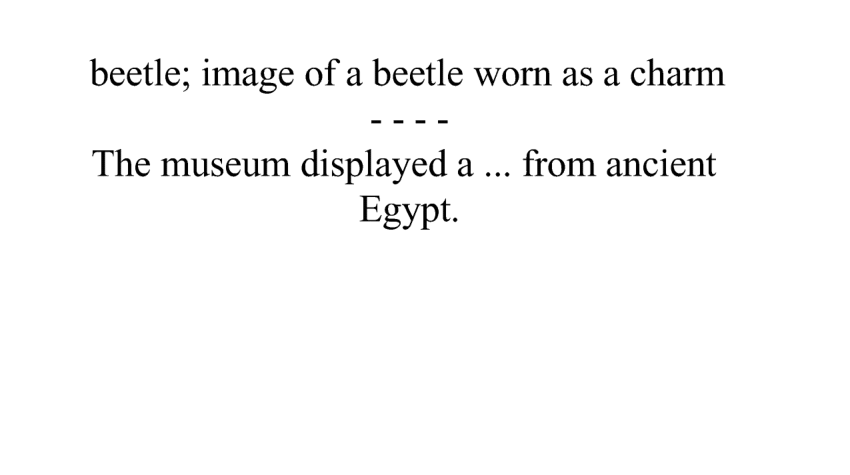 beetle; image of a beetle worn as a charm
- - - -
The museum displayed a ... from ancient
Egypt.